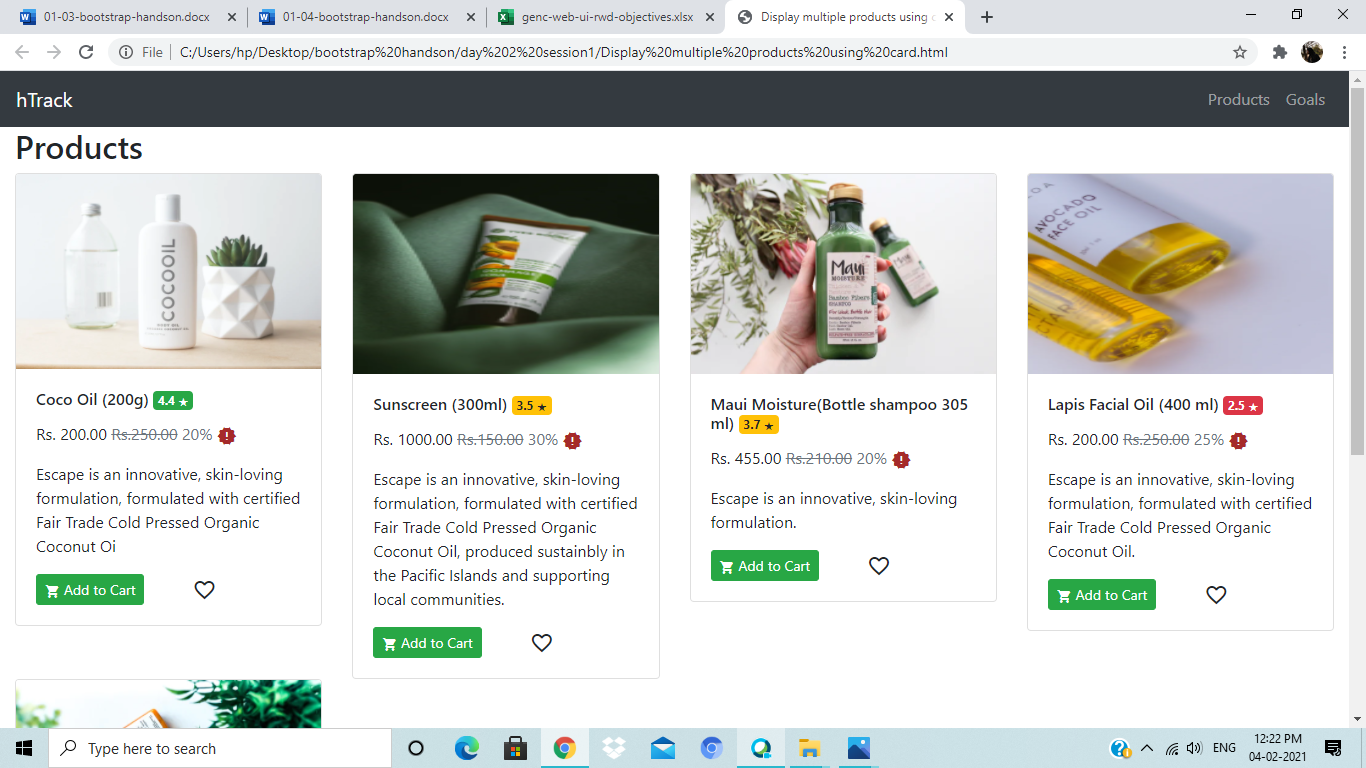 01-03-bootstrap-handson.docx
01-04-bootstrap-handson.docx
genc-web-ui-rwd-objectives.xlsx
Display multiple products using
File
C:/Users/hp/Desktop/bootstrap%20handson/day%202%20session1/Display%20multiple%20products%20using%20card.html
hTrack
Products
Goals
Products
COCOOIL
Maui
MOISTURE
AVOCADO
FACE OIL
Coco Oil (200g) 4.4 ★
Rs. 200.00 Rs.250.00 20%
Escape is an innovative, skin-loving
formulation, formulated with certified
Fair Trade Cold Pressed Organic
Coconut Oi
Add to Cart
Sunscreen (300ml) 3.5 ★
Rs. 1000.00 Rs.150.00 30%
Escape is an innovative, skin-loving
formulation, formulated with certified
Fair Trade Cold Pressed Organic
Coconut Oil, produced sustainbly in
the Pacific Islands and supporting
local communities.
Add to Cart
Maui Moisture(Bottle shampoo 305
ml) 3.7 ★
Rs. 455.00 Rs.210.00 20%
Escape is an innovative, skin-loving
formulation.
Add to Cart
Lapis Facial Oil (400 ml) 2.5 ★
Rs. 200.00 Rs.250.00 25%
Escape is an innovative, skin-loving
formulation, formulated with certified
Fair Trade Cold Pressed Organic
Coconut Oil.
Add to Cart
Type here to search
ENG
12:22 PM
04-02-2021